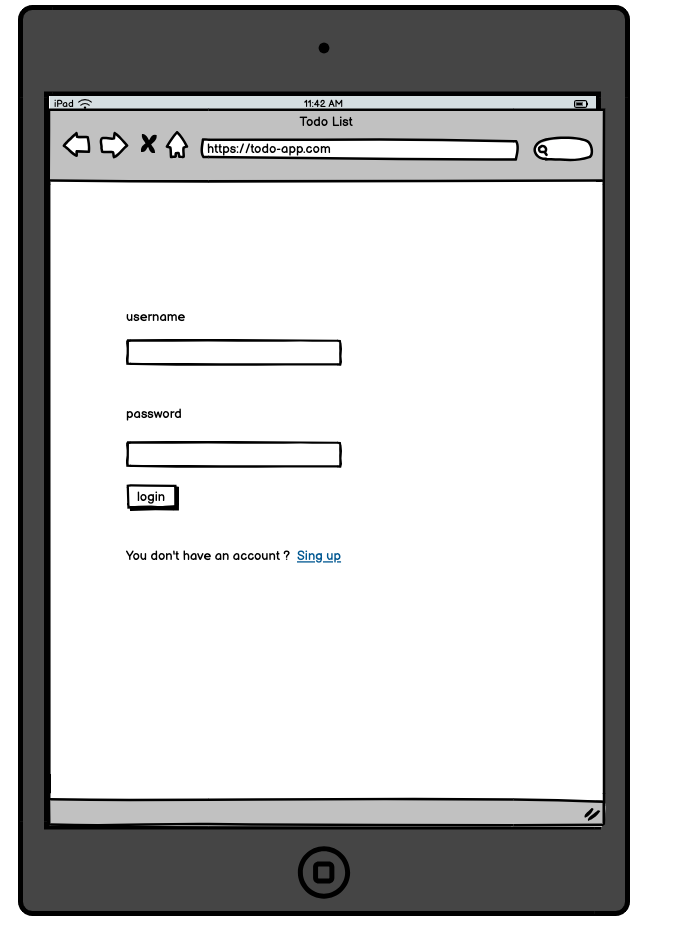 iPad
11:42 AM
Todo List
https://todo-app.com
username
password
login
You don't have an account ? Sing up